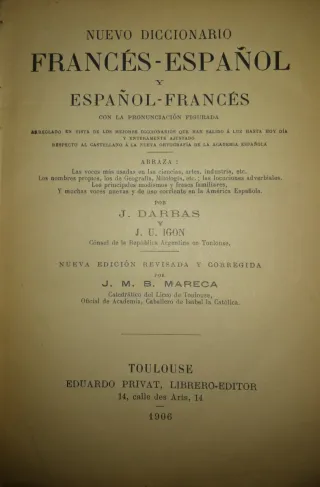 NUEVO DICCIONARIO
FRANCÉS-ESPAÑOL
Y
ESPAÑOL-FRANCÉS
CON LA PRONUNCIACIÓN FIGURADA
ARREGLADO EN VISTA DE LOS MEJORES DICCIONARIOS QUE HAN SALIDO Á LUZ HASTA HOY DÍA
Y ENTERAMENTE AJUSTADO
RESPECTO AL CASTELLANO Á LA NUEVA ORTOGRAFÍA DE LA ACADEMIA ESPAÑOLA
ABRAZA :
Las voces más usadas en las ciencias, artes, industria, etc.
Los nombres propios, los de Geografía, Mitología, etc.; las locuciones adverbiales.
Los principales modismos y frases familiares,
Y muchas voces nuevas y de uso corriente en la América Española.
POR
J. DARBAS
Y
J. U. IGON
Cónsul de la República Argentina en Toulouse,
NUEVA EDICIÓN REVISADA Y CORREGIDA
POR
J. M. B. MARECA
Catedrático del Liceo de Toulouse,
Oficial de Academia, Caballero de Isabel la Católica.
TOULOUSE
EDUARDO PRIVAT, LIBRERO-EDITOR
14, calle des Arts, 14
1906